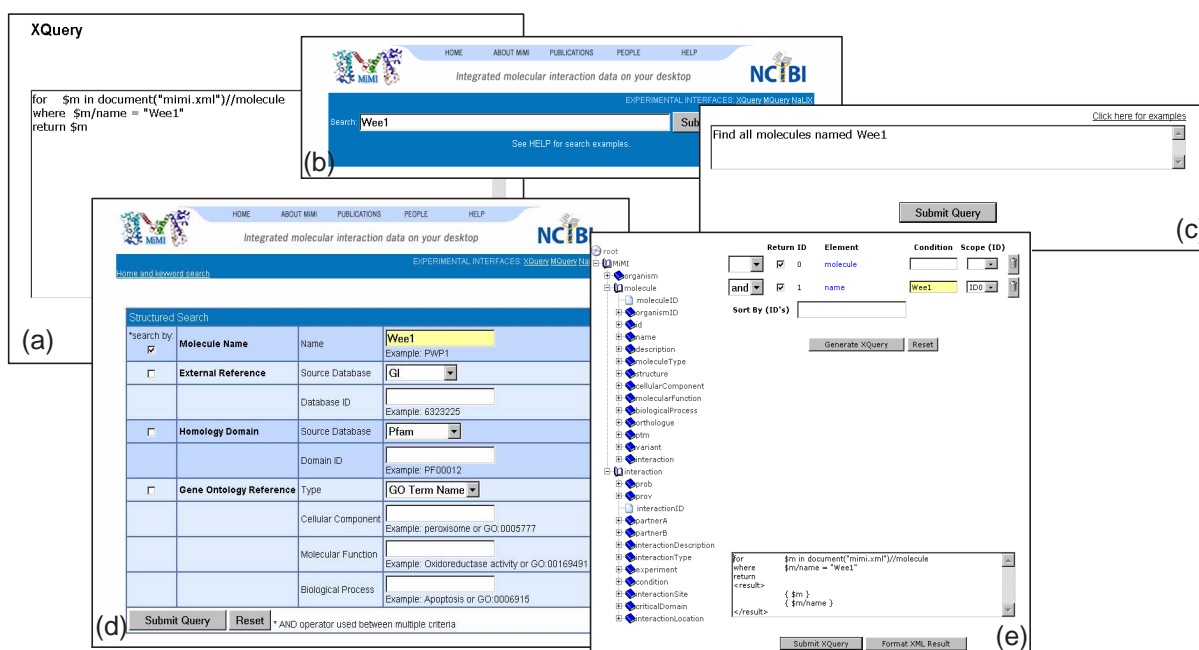 XQuery
for $m in document("mimi.xml")//molecule
where $m/name = "Wee1"
return $m
(a)
MiMI
HOME ABOUT MiMI PUBLICATIONS PEOPLE HELP
Integrated molecular interaction data on your desktop
NCIBI
EXPERIMENTAL INTERFACES: XQuery MQuery NaLIX
Search: Wee1
See HELP for search examples.
(b)
Click here for examples
Find all molecules named Wee1
Submit Query
(c)
MiMI
HOME ABOUT MiMI PUBLICATIONS PEOPLE HELP
Integrated molecular interaction data on your desktop
NCIBI
EXPERIMENTAL INTERFACES: XQuery MQuery
Home and keyword search
Structured Search
*search by:
Molecule Name Name Wee1
Example: PWP1
External Reference Source Database GI
Database ID
Example: 6323225
Homology Domain Source Database Pfam
Domain ID
Example: PF00012
Gene Ontology Reference Type GO Term Name
Cellular Component
Example: peroxisome or GO:0005777
Molecular Function
Example: Oxidoreductase activity or GO:00169491
Biological Process
Example: Apoptosis or GO:0006915
Submit Query Reset * AND operator used between multiple criteria
(d)
root
MiMI
organism
molecule
moleculeID
organismID
id
name
description
moleculeType
structure
cellularComponent
molecularFunction
biologicalProcess
orthologue
ptm
variant
interaction
interaction
prob
prov
interactionID
partnerA
partnerB
interactionDescription
interactionType
experiment
condition
interactionSite
criticalDomain
interactionLocation
Return ID Element Condition Scope (ID)
0 molecule
and 1 name Wee1 ID0
Sort By (ID's)
Generate XQuery Reset
for $m in document("mimi.xml")//molecule
where $m/name = "Wee1"
return
<result>
{ $m }
{ $m/name }
</result>
Submit XQuery Format XML Result
(e)